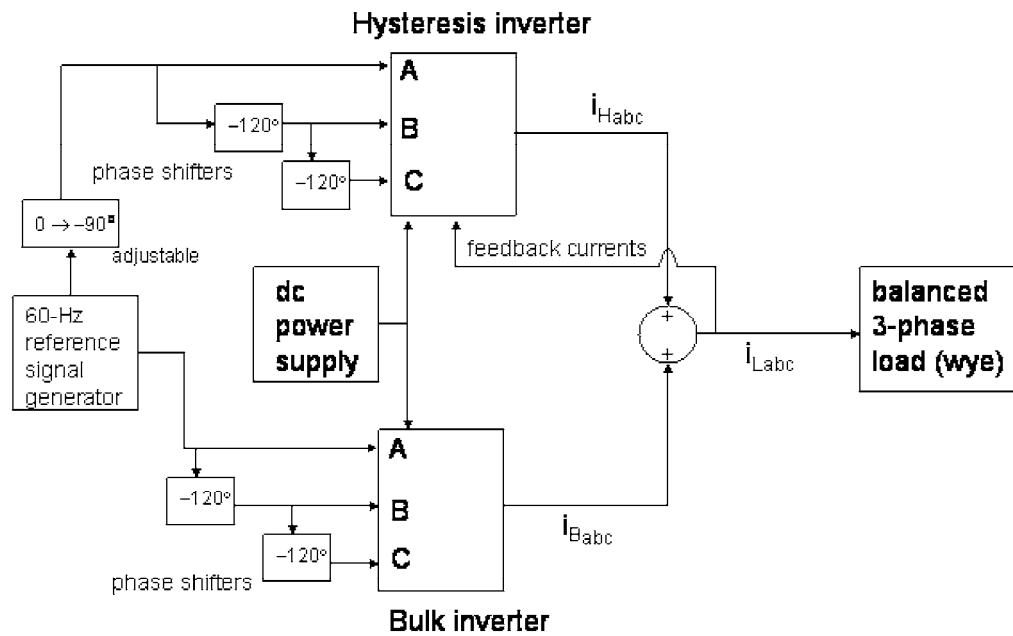 Hysteresis inverter
A
–120°
B
i_Habc
phase shifters
–120°
C
0 → –90°
adjustable
feedback currents
60-Hz
reference
signal
generator
dc
power
supply
+
+
i_Labc
balanced
3-phase
load (wye)
A
–120°
B
i_Babc
–120°
C
phase shifters
Bulk inverter